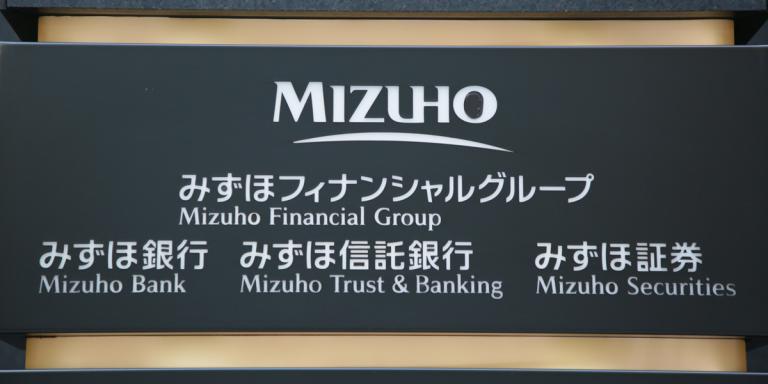 MIZUHO
みずほフィナンシャルグループ
Mizuho Financial Group
みずほ銀行 みずほ信託銀行 みずほ証券
Mizuho Bank Mizuho Trust & Banking Mizuho Securities